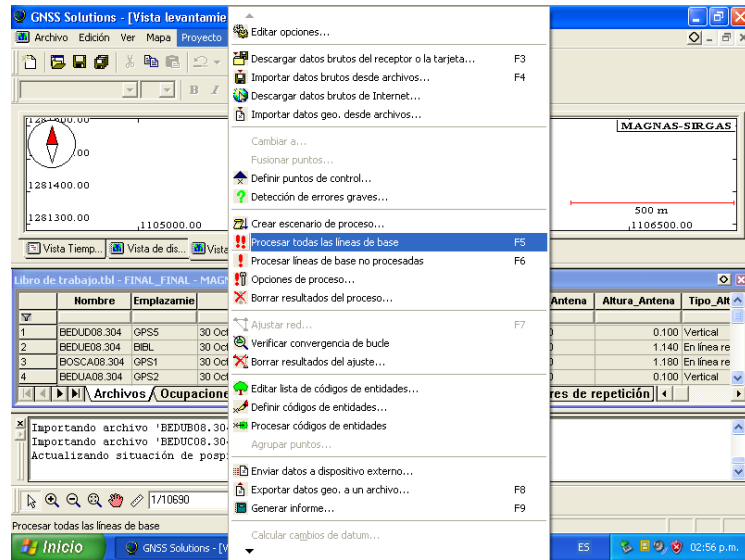 GNSS Solutions - [Vista levantamie
Archivo Edición Ver Mapa Proyecto
Editar opciones...
Descargar datos brutos del receptor o la tarjeta... F3
Importar datos brutos desde archivos... F4
Descargar datos brutos de Internet...
Importar datos geo. desde archivos...
Cambiar a...
Fusionar puntos...
Definir puntos de control...
Detección de errores graves...
Crear escenario de proceso...
Procesar todas las líneas de base F5
Procesar líneas de base no procesadas F6
Opciones de proceso...
Borrar resultados del proceso...
Ajustar red... F7
Verificar convergencia de bucle
Borrar resultados del ajuste...
Editar lista de códigos de entidades...
Definir códigos de entidades...
Procesar códigos de entidades
Agrupar puntos...
Enviar datos a dispositivo externo...
Exportar datos geo. a un archivo... F8
Generar informe... F9
Calcular cambios de datum...
B I
MAGNAS-SIRGAS
1281400.00
1281300.00
1105000.00
500 m
1106500.00
Vista Tiemp... Vista de dis... Vista
Libro de trabajo.tbl - FINAL_FINAL - MAGN
Nombre Emplazamie Antena Altura_Antena Tipo_Alt
1 BEDUD08.304 GPS5 30 Oct 0.100 Vertical
2 BEDUE08.304 BIBL 30 Oct 1.140 En línea re
3 BOSCA08.304 GPS1 30 Oct 1.180 En línea re
4 BEDUA08.304 GPS2 30 Oct 0.100 Vertical
Archivos Ocupacione res de repetición)
Importando archivo 'BEDUB08.30
Importando archivo 'BEDUC08.30
Actualizando situación de posp
1/10690
Procesar todas las líneas de base
Inicio GNSS Solutions - [V ES 02:56 p.m.